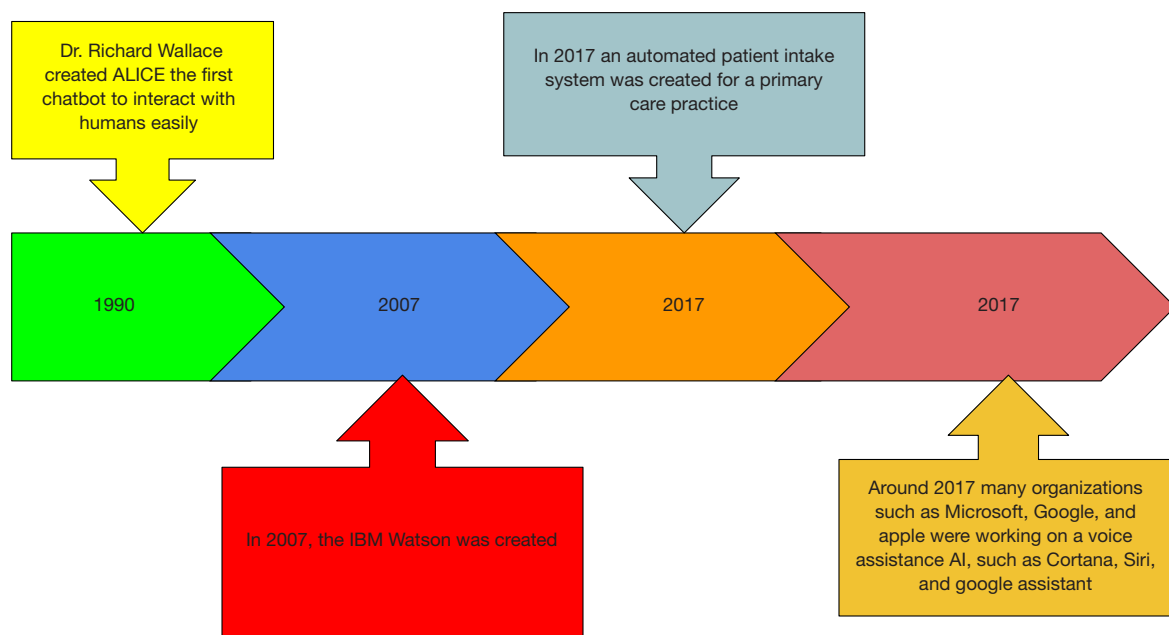 Dr. Richard Wallace
created ALICE the first
chatbot to interact with
humans easily
In 2017 an automated patient intake
system was created for a primary
care practice
1990
2007
2017
2017
In 2007, the IBM Watson was created
Around 2017 many organizations
such as Microsoft, Google, and
apple were working on a voice
assistance AI, such as Cortana, Siri,
and google assistant